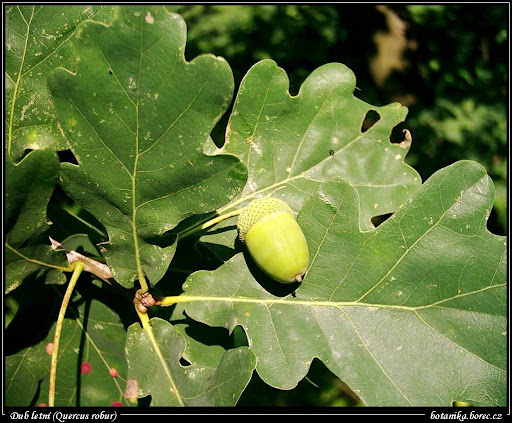 Dub letní (Quercus robur)
botanika.borec.cz